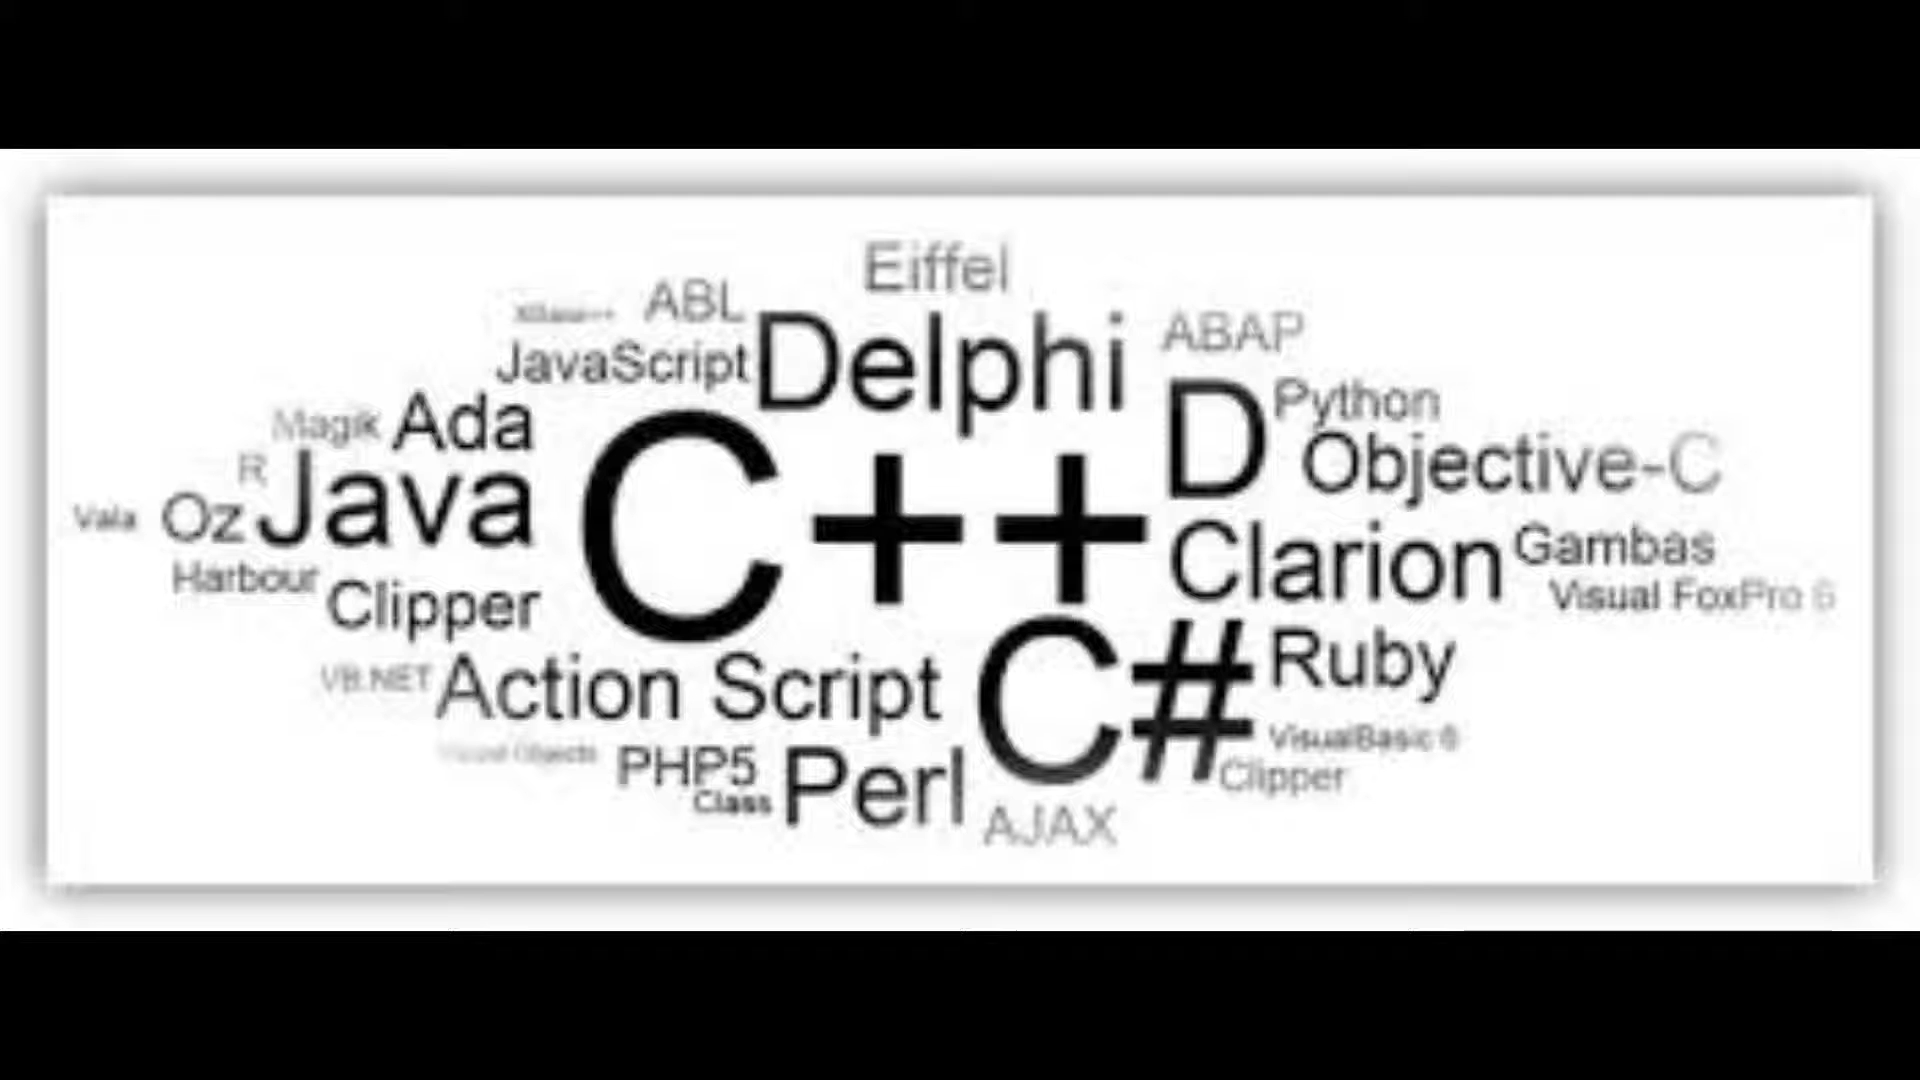 Eiffel
ABL
Delphi
ABAP
JavaScript
Python
Magik
Ada
C++
D
Objective-C
R
Java
Vala
Oz
Clarion
Gambas
Harbour
Clipper
Visual FoxPro 6
C#
Ruby
VB.NET
Action Script
VisualBasic 6
PHP5
Perl
Clipper
Class
AJAX